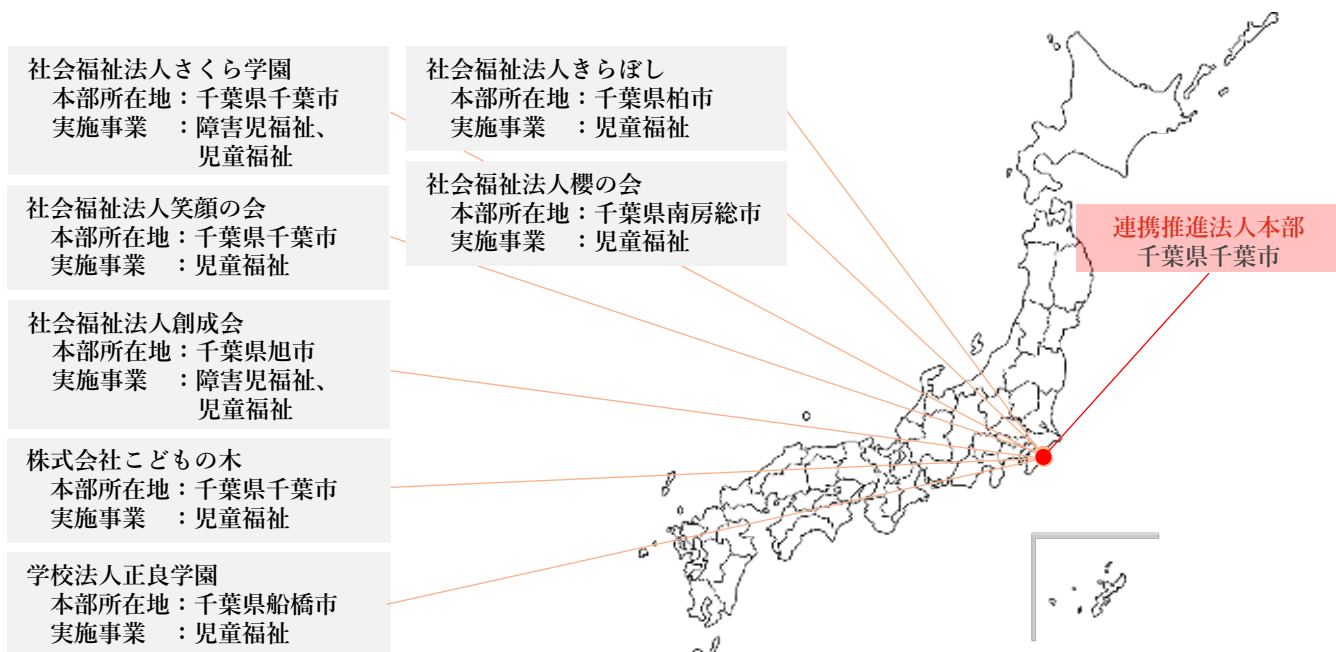 社会福祉法人さくら学園
本部所在地：千葉県千葉市
実施事業　：障害児福祉、
児童福祉
社会福祉法人笑顔の会
本部所在地：千葉県千葉市
実施事業　：児童福祉
社会福祉法人創成会
本部所在地：千葉県旭市
実施事業　：障害児福祉、
児童福祉
株式会社こどもの木
本部所在地：千葉県千葉市
実施事業　：児童福祉
学校法人正良学園
本部所在地：千葉県船橋市
実施事業　：児童福祉
社会福祉法人きらぼし
本部所在地：千葉県柏市
実施事業　：児童福祉
社会福祉法人櫻の会
本部所在地：千葉県南房総市
実施事業　：児童福祉
連携推進法人本部
千葉県千葉市